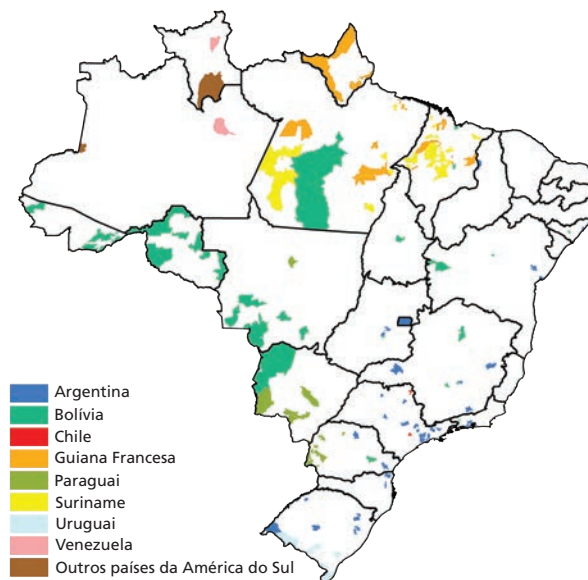 Argentina
Bolívia
Chile
Guiana Francesa
Paraguai
Suriname
Uruguai
Venezuela
Outros países da América do Sul